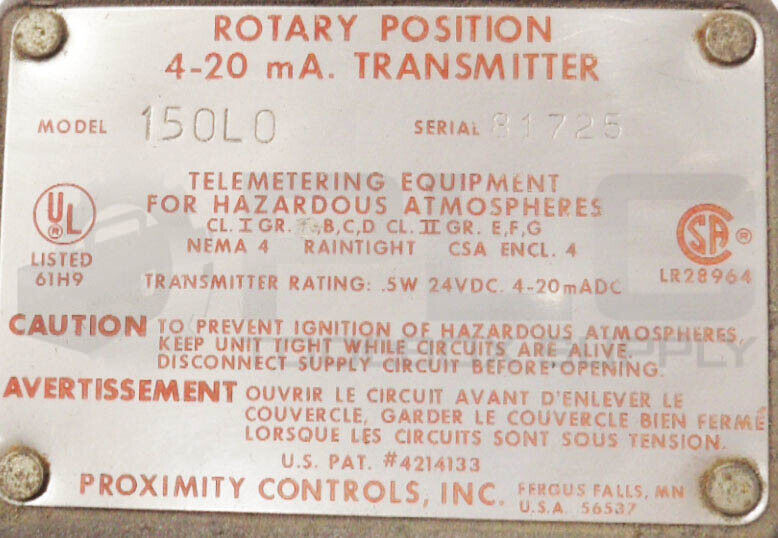 ROTARY POSITION
4-20 mA. TRANSMITTER
MODEL 150L0 SERIAL 81725
TELEMETERING EQUIPMENT
FOR HAZARDOUS ATMOSPHERES
CL. I GR. B,C,D CL. II GR. E,F,G
NEMA 4 RAINTIGHT CSA ENCL. 4
UL ®
LISTED
61H9
SA ®
LR28964
TRANSMITTER RATING: .5W 24VDC. 4-20mADC
CAUTION TO PREVENT IGNITION OF HAZARDOUS ATMOSPHERES,
KEEP UNIT TIGHT WHILE CIRCUITS ARE ALIVE.
DISCONNECT SUPPLY CIRCUIT BEFORE OPENING.
AVERTISSEMENT OUVRIR LE CIRCUIT AVANT D'ENLEVER LE
COUVERCLE, GARDER LE COUVERCLE BIEN FERMÉ
LORSQUE LES CIRCUITS SONT SOUS TENSION.
U.S. PAT. #4214133
PROXIMITY CONTROLS, INC. FERGUS FALLS, MN
U.S.A. 56537